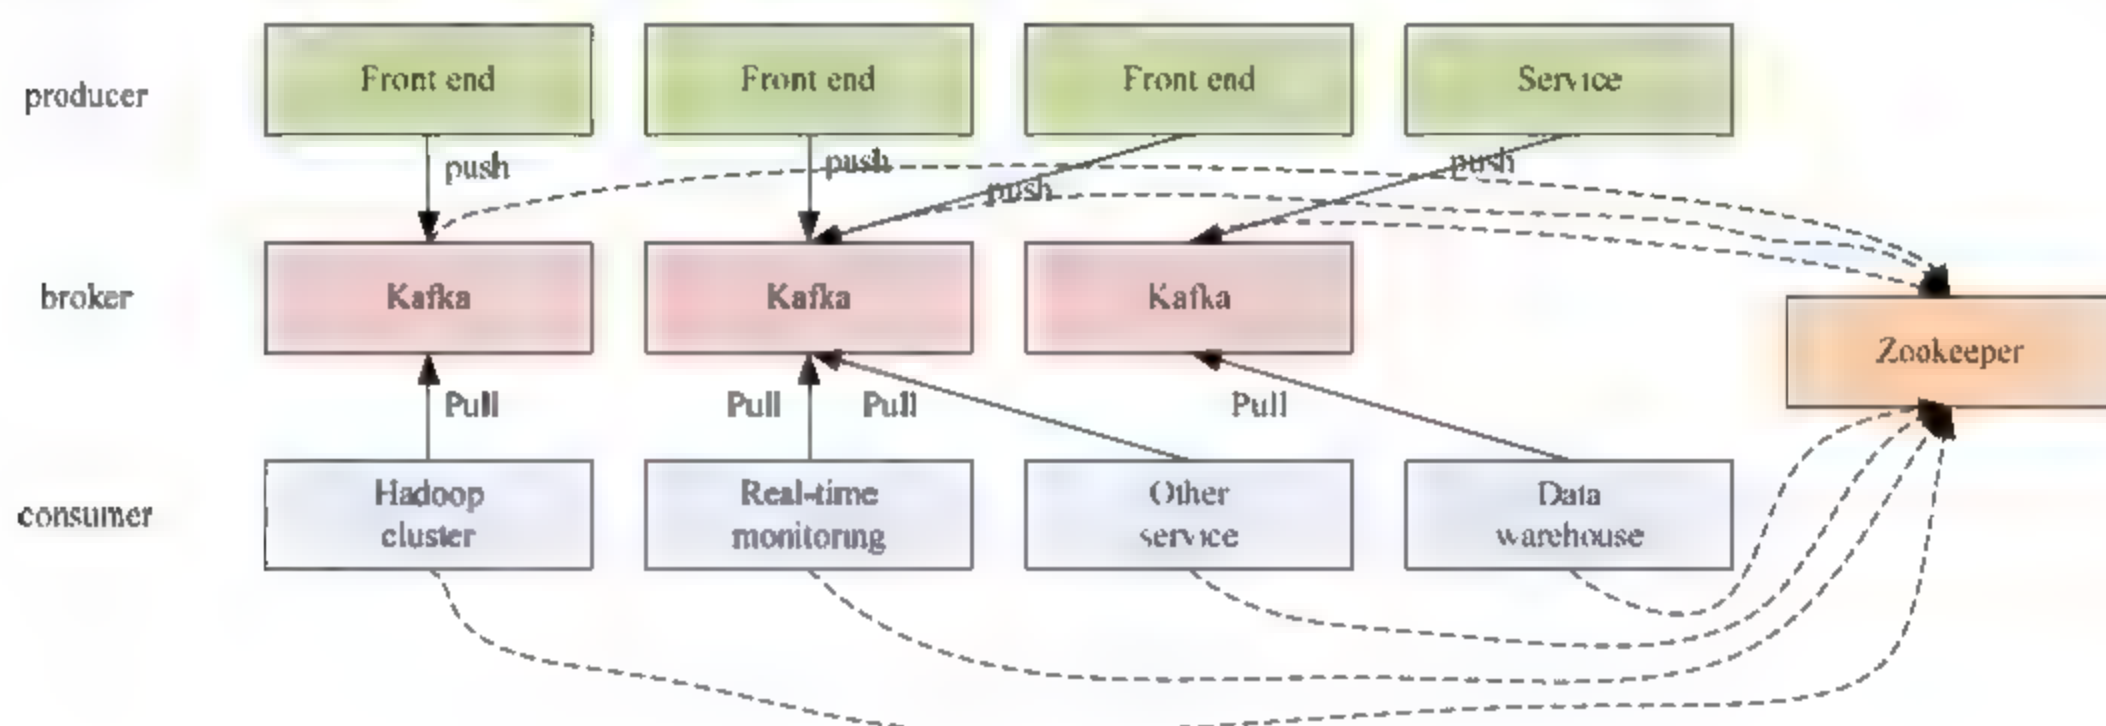 producer
Front end
Front end
Front end
Service
push
push
push
push
broker
Kafka
Kafka
Kafka
Zookeeper
Pull
Pull
Pull
Pull
consumer
Hadoop
cluster
Real-time
monitoring
Other
service
Data
warehouse